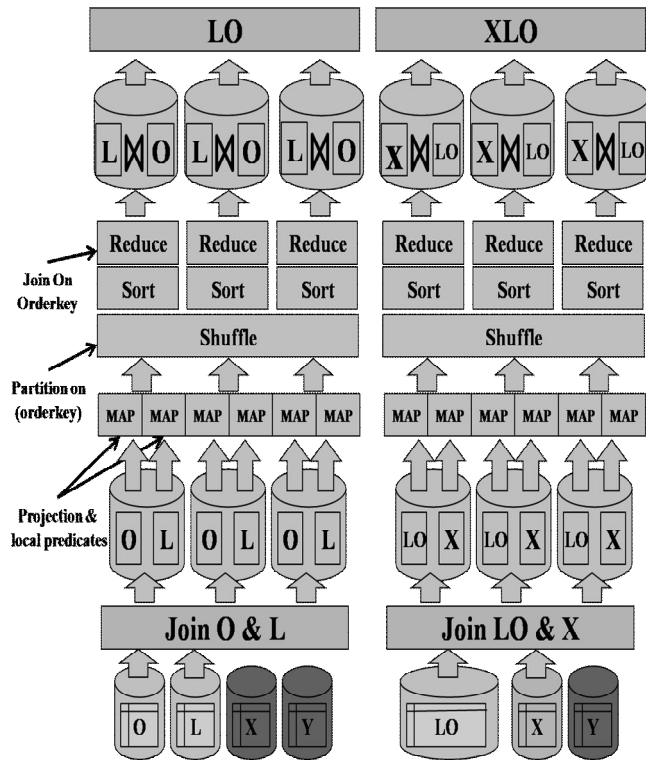 LO XLO
L ⋈ O L ⋈ O L ⋈ O X ⋈ LO X ⋈ LO X ⋈ LO
Reduce Reduce Reduce Reduce Reduce Reduce
Join On
Orderkey
Sort Sort Sort Sort Sort Sort
Shuffle Shuffle
Partition on
(orderkey)
MAP MAP MAP MAP MAP MAP MAP MAP MAP MAP MAP MAP
Projection &
local predicates
O L O L O L LO X LO X LO X
Join O & L Join LO & X
O L X Y LO X Y